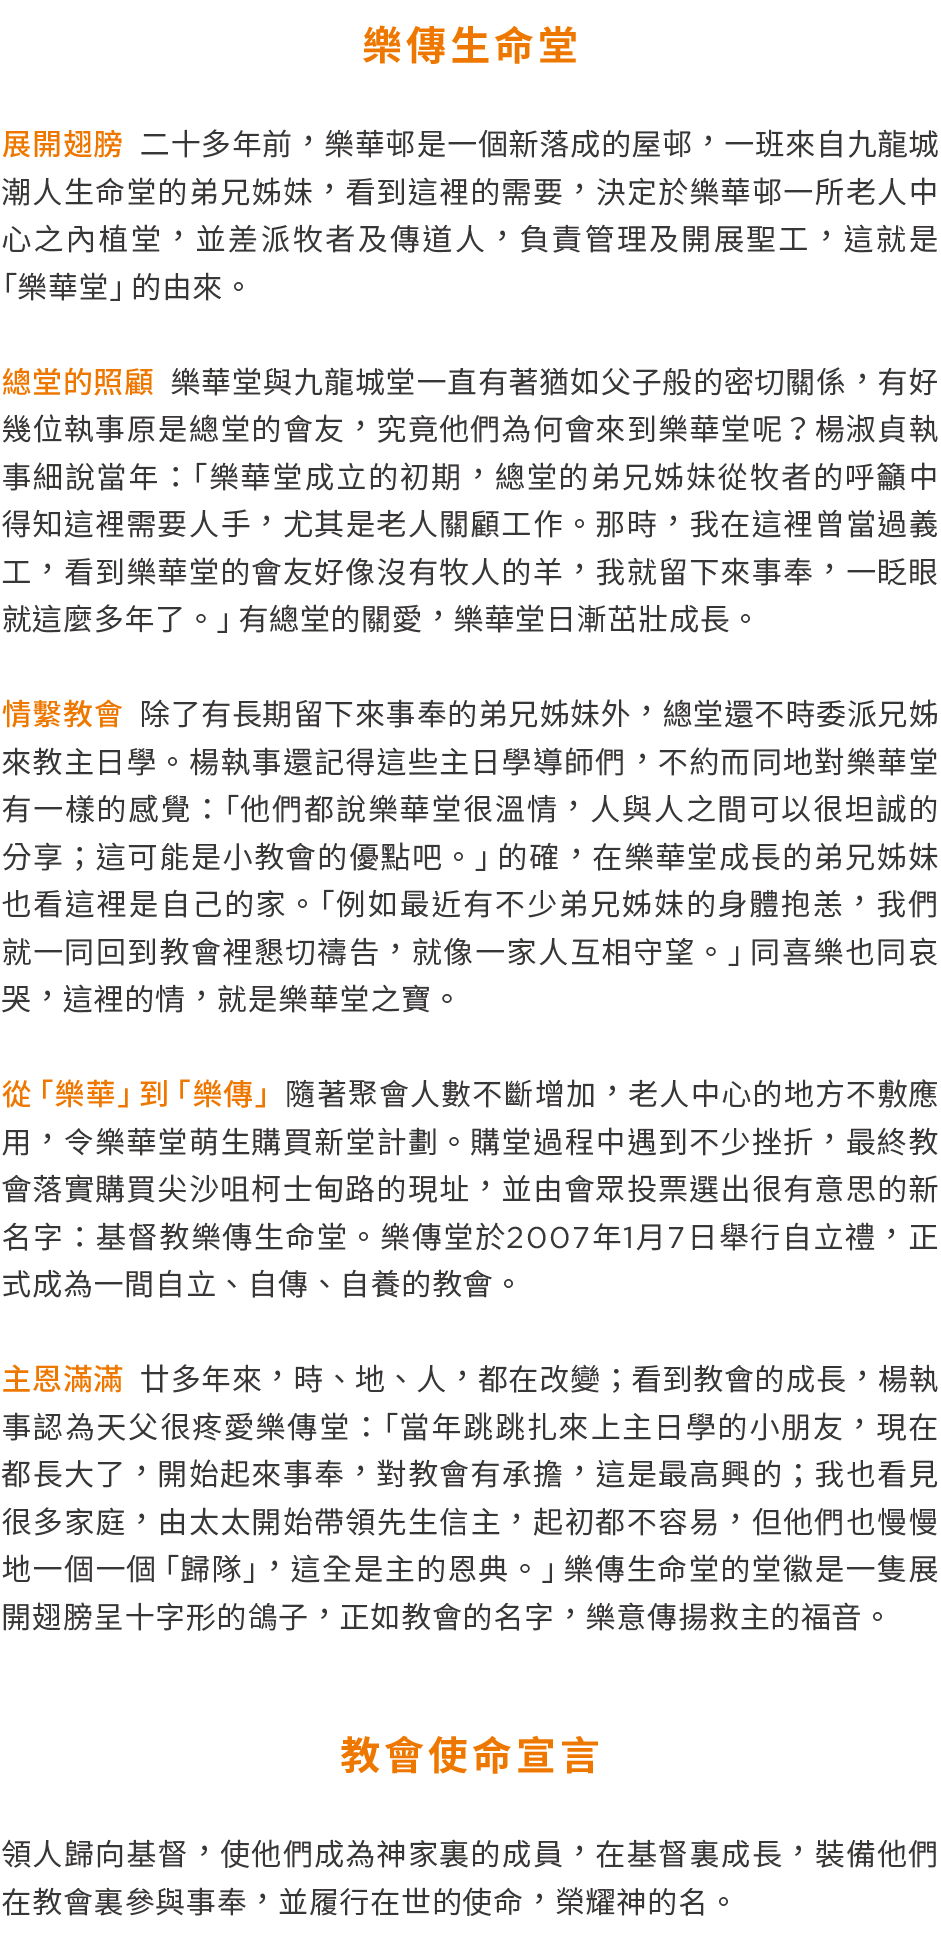 樂傳生命堂
展開翅膀 二十多年前，樂華邨是一個新落成的屋邨，一班來自九龍城
潮人生命堂的弟兄姊妹，看到這裡的需要，決定於樂華邨一所老人中
心之內植堂，並差派牧者及傳道人，負責管理及開展聖工，這就是
「樂華堂」的由來。
總堂的照顧 樂華堂與九龍城堂一直有著猶如父子般的密切關係，有好
幾位執事原是總堂的會友，究竟他們為何會來到樂華堂呢？楊淑貞執
事細說當年：「樂華堂成立的初期，總堂的弟兄姊妹從牧者的呼籲中
得知這裡需要人手，尤其是老人關顧工作。那時，我在這裡曾當過義
工，看到樂華堂的會友好像沒有牧人的羊，我就留下來事奉，一眨眼
就這麼多年了。」有總堂的關愛，樂華堂日漸茁壯成長。
情繫教會 除了有長期留下來事奉的弟兄姊妹外，總堂還不時委派兄姊
來教主日學。楊執事還記得這些主日學導師們，不約而同地對樂華堂
有一樣的感覺：「他們都說樂華堂很溫情，人與人之間可以很坦誠的
分享；這可能是小教會的優點吧。」的確，在樂華堂成長的弟兄姊妹
也看這裡是自己的家。「例如最近有不少弟兄姊妹的身體抱恙，我們
就一同回到教會裡懇切禱告，就像一家人互相守望。」同喜樂也同哀
哭，這裡的情，就是樂華堂之寶。
從「樂華」到「樂傳」 隨著聚會人數不斷增加，老人中心的地方不敷應
用，令樂華堂萌生購買新堂計劃。購堂過程中遇到不少挫折，最終教
會落實購買尖沙咀柯士甸路的現址，並由會眾投票選出很有意思的新
名字：基督教樂傳生命堂。樂傳堂於2007年1月7日舉行自立禮，正
式成為一間自立、自傳、自養的教會。
主恩滿滿 廿多年來，時、地、人，都在改變；看到教會的成長，楊執
事認為天父很疼愛樂傳堂：「當年跳跳扎來上主日學的小朋友，現在
都長大了，開始起來事奉，對教會有承擔，這是最高興的；我也看見
很多家庭，由太太開始帶領先生信主，起初都不容易，但他們也慢慢
地一個一個「歸隊」，這全是主的恩典。」樂傳生命堂的堂徽是一隻展
開翅膀呈十字形的鴿子，正如教會的名字，樂意傳揚救主的福音。
教會使命宣言
領人歸向基督，使他們成為神家裏的成員，在基督裏成長，裝備他們
在教會裏參與事奉，並履行在世的使命，榮耀神的名。